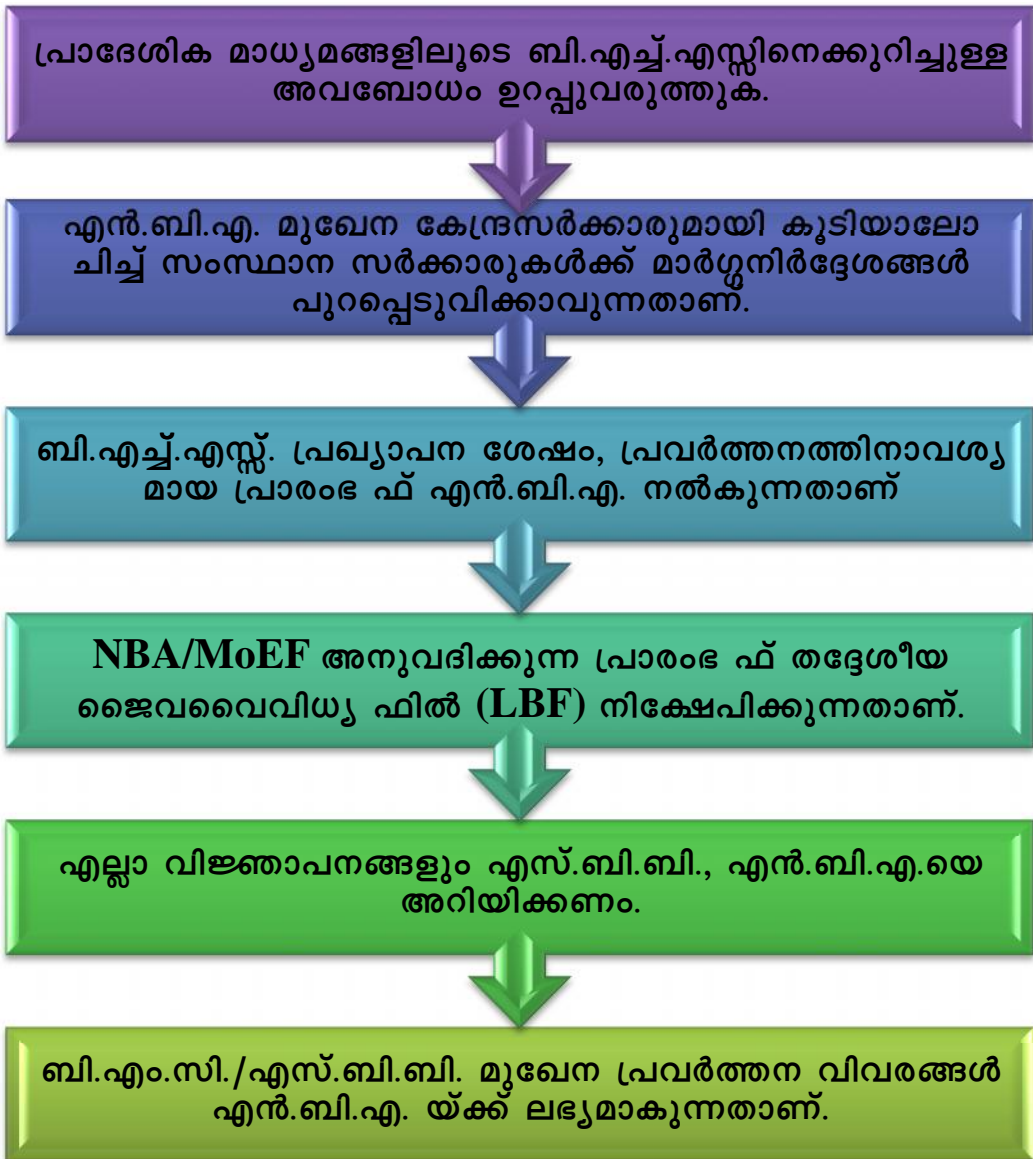 പ്രാദേശിക മാധ്യമങ്ങളിലൂടെ ബി.എച്ച്.എസ്സിനെക്കുറിച്ചുള്ള
അവബോധം ഉറപ്പുവരുത്തുക.
എൻ.ബി.എ. മുഖേന കേന്ദ്രസർക്കാരുമായി കൂടിയാലോ
ചിച്ച് സംസ്ഥാന സർക്കാരുകൾക്ക് മാർഗ്ഗനിർദ്ദേശങ്ങൾ
പുറപ്പെടുവിക്കാവുന്നതാണ്.
ബി.എച്ച്.എസ്സ്. പ്രഖ്യാപന ശേഷം, പ്രവർത്തനത്തിനാവശ്യ
മായ പ്രാരംഭ ഫ് എൻ.ബി.എ. നൽകുന്നതാണ്
NBA/MoEF അനുവദിക്കുന്ന പ്രാരംഭ ഫ് തദ്ദേശീയ
ജൈവവൈവിധ്യ ഫിൽ (LBF) നിക്ഷേപിക്കുന്നതാണ്.
എല്ലാ വിജ്ഞാപനങ്ങളും എസ്.ബി.ബി., എൻ.ബി.എ.യെ
അറിയിക്കണം.
ബി.എം.സി./എസ്.ബി.ബി. മുഖേന പ്രവർത്തന വിവരങ്ങൾ
എൻ.ബി.എ. യ്ക്ക് ലഭ്യമാകുന്നതാണ്.